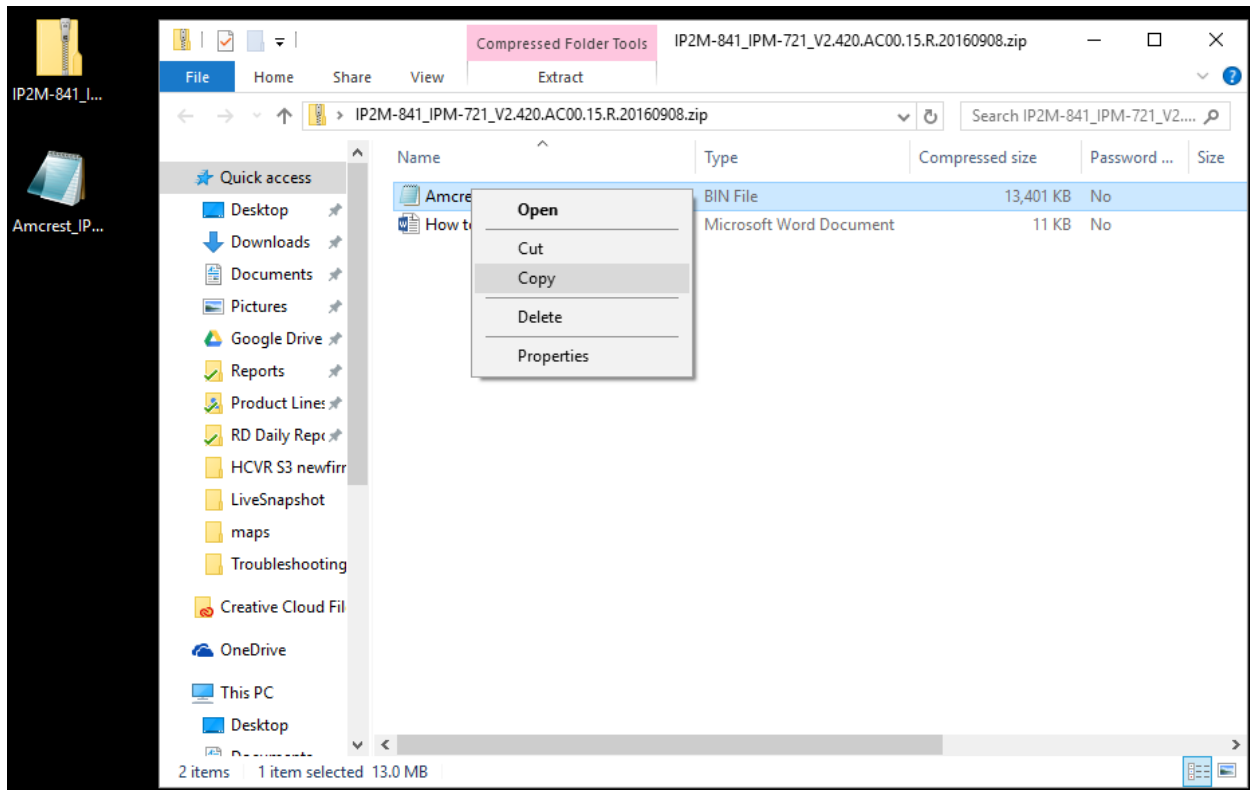 IP2M-841_I...
Amcrest_IP...
Compressed Folder Tools
IP2M-841_IPM-721_V2.420.AC00.15.R.20160908.zip
File Home Share View Extract
IP2M-841_IPM-721_V2.420.AC00.15.R.20160908.zip
Search IP2M-841_IPM-721_V2....
Name Type Compressed size Password ... Size
Quick access
Desktop
Downloads
Documents
Pictures
Google Drive
Reports
Product Lines
RD Daily Repo
HCVR S3 newfirr
LiveSnapshot
maps
Troubleshooting
Creative Cloud Fil
OneDrive
This PC
Desktop
Documents
Amcre BIN File 13,401 KB No
How to Microsoft Word Document 11 KB No
Open
Cut
Copy
Delete
Properties
2 items 1 item selected 13.0 MB